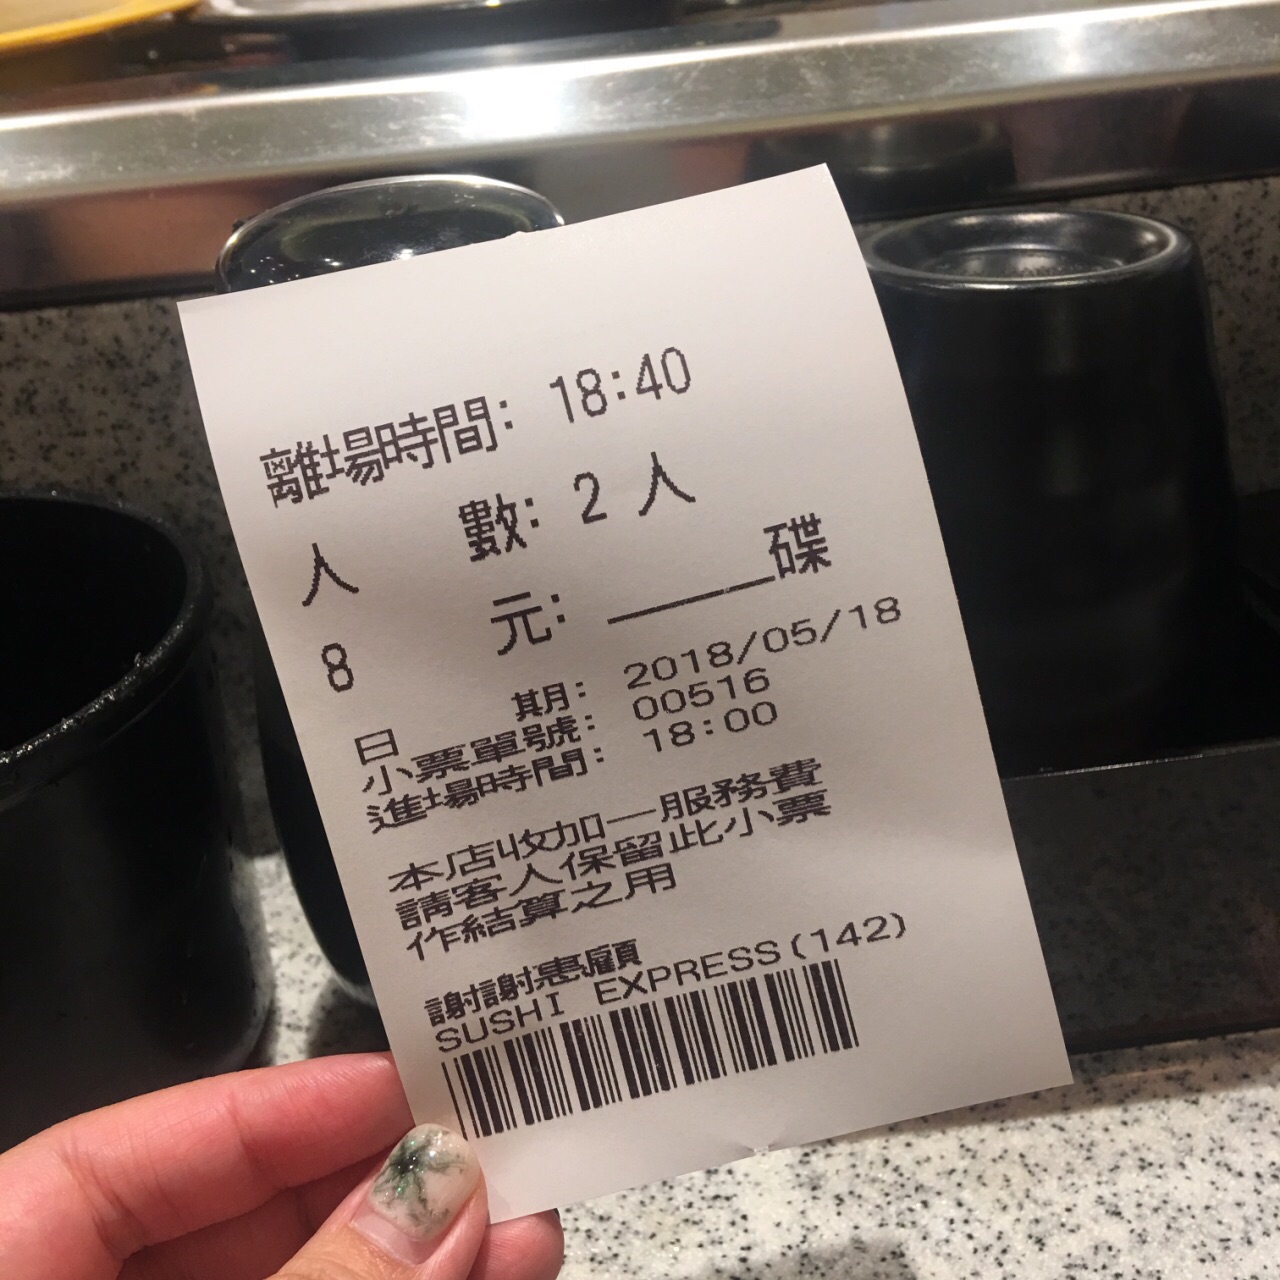 離場時間: 18:40
人 數: 2 人
8 元: ______碟
日 期: 2018/05/18
小票單號: 00516
進場時間: 18:00
本店收加一服務費
請客人保留此小票
作結算之用
謝謝惠顧
SUSHI EXPRESS(142)